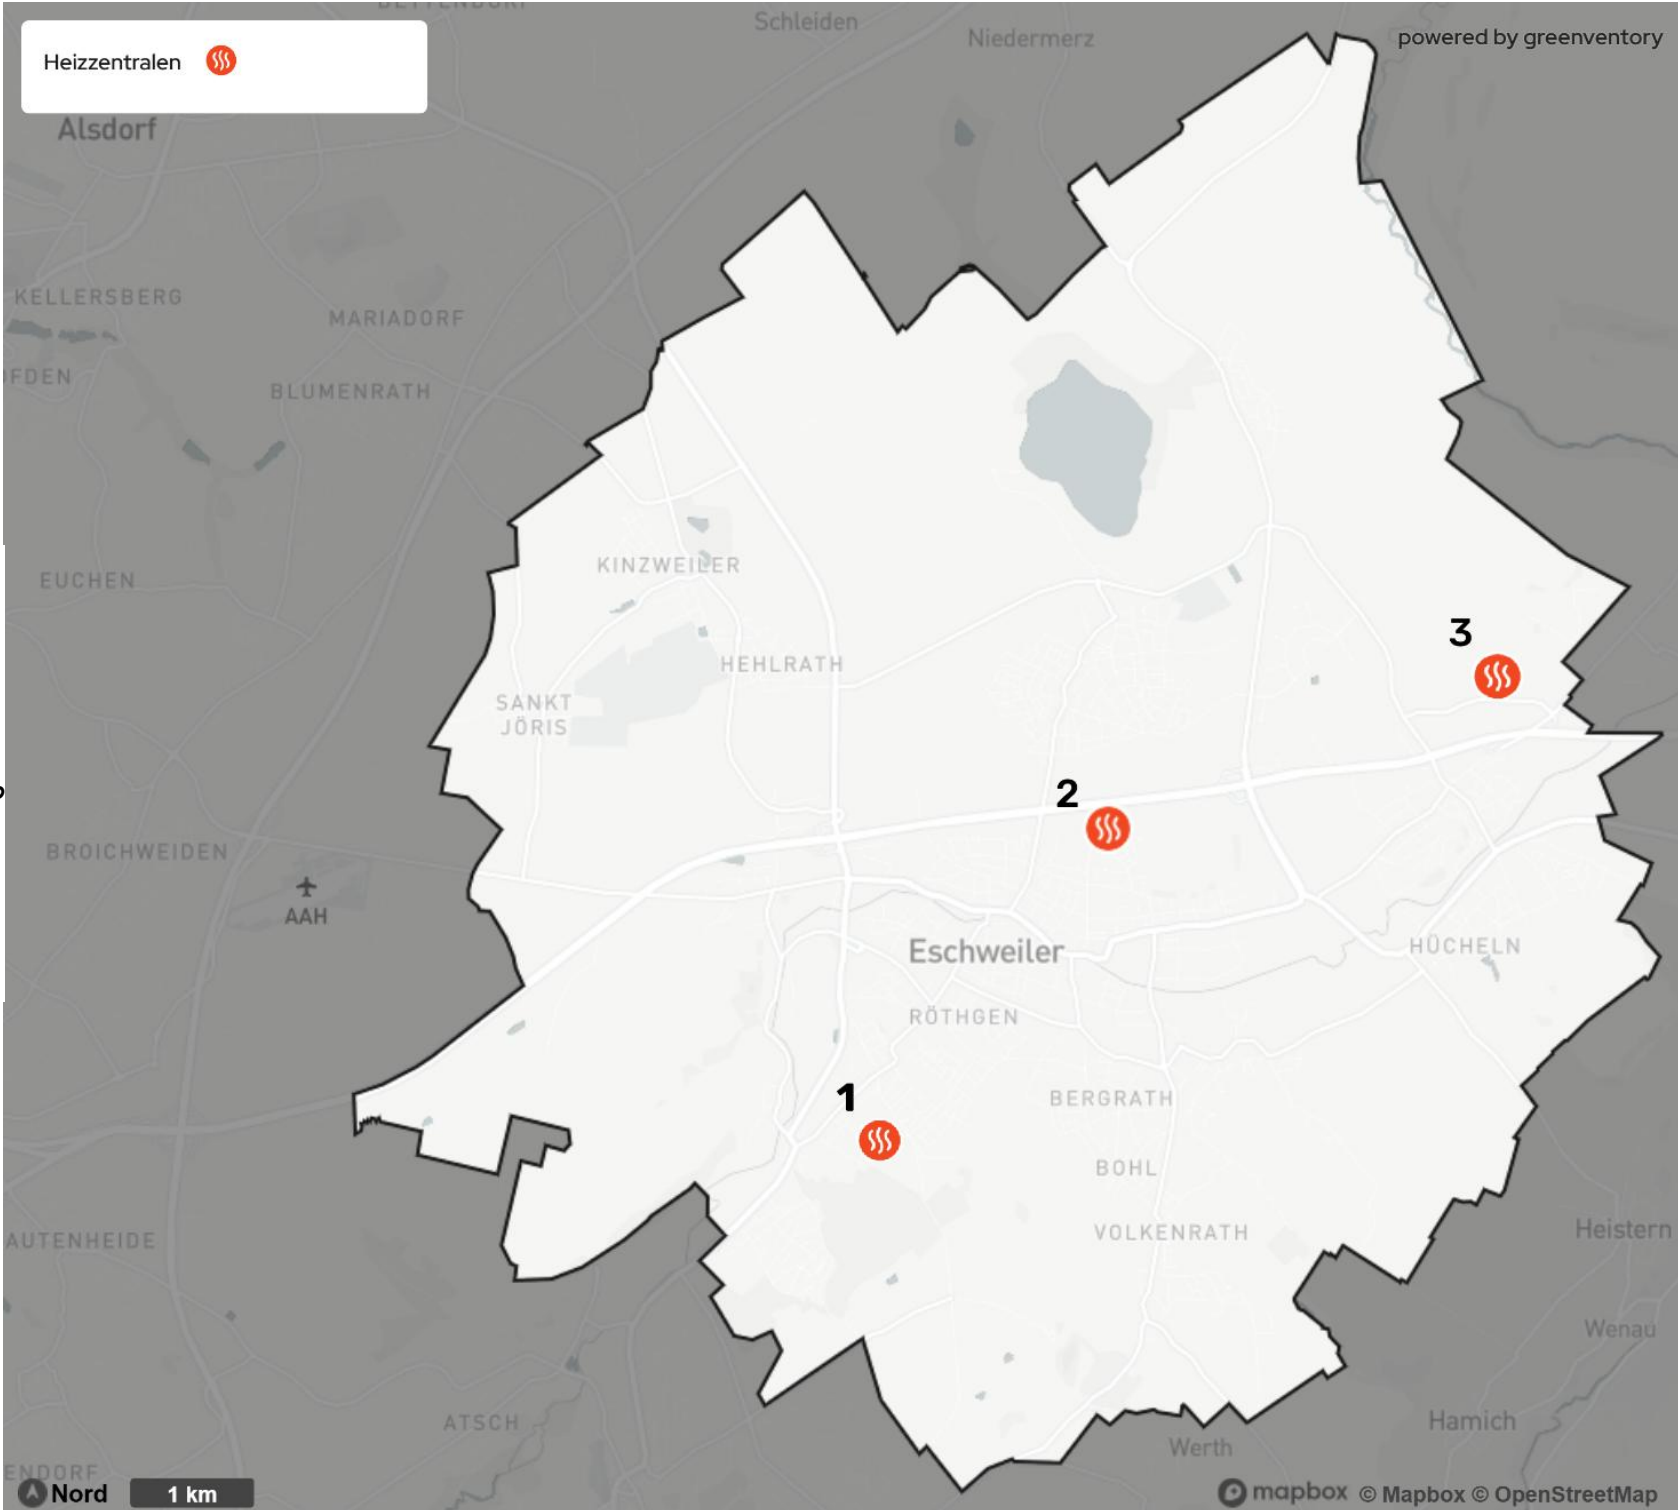 Schleiden
Niedermerz
powered by greenventory
Heizzentralen
Alsdorf
KELLERSBERG
MARIADORF
BLUMENRATH
KINZWEILER
EUCHEN
3
HEHLRATH
SANKT
JÖRIS
2
BROICHWEIDEN
AAH
Eschweiler
HÜCHELN
RÖTHGEN
1
BERGRATH
BOHL
Heistern
VOLKENRATH
AUTENHEIDE
Wenau
ATSCH
Hamich
Werth
ENDORF
Nord
1 km
mapbox © Mapbox © OpenStreetMap